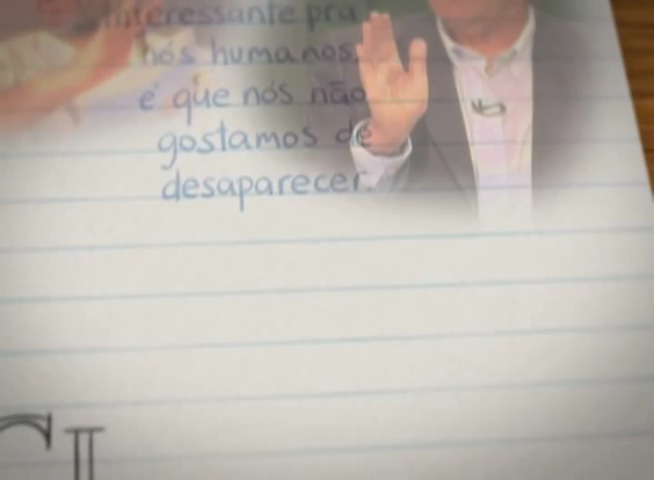 interessante pra
nós humanos,
é que nós não
gostamos de
desaparecer.